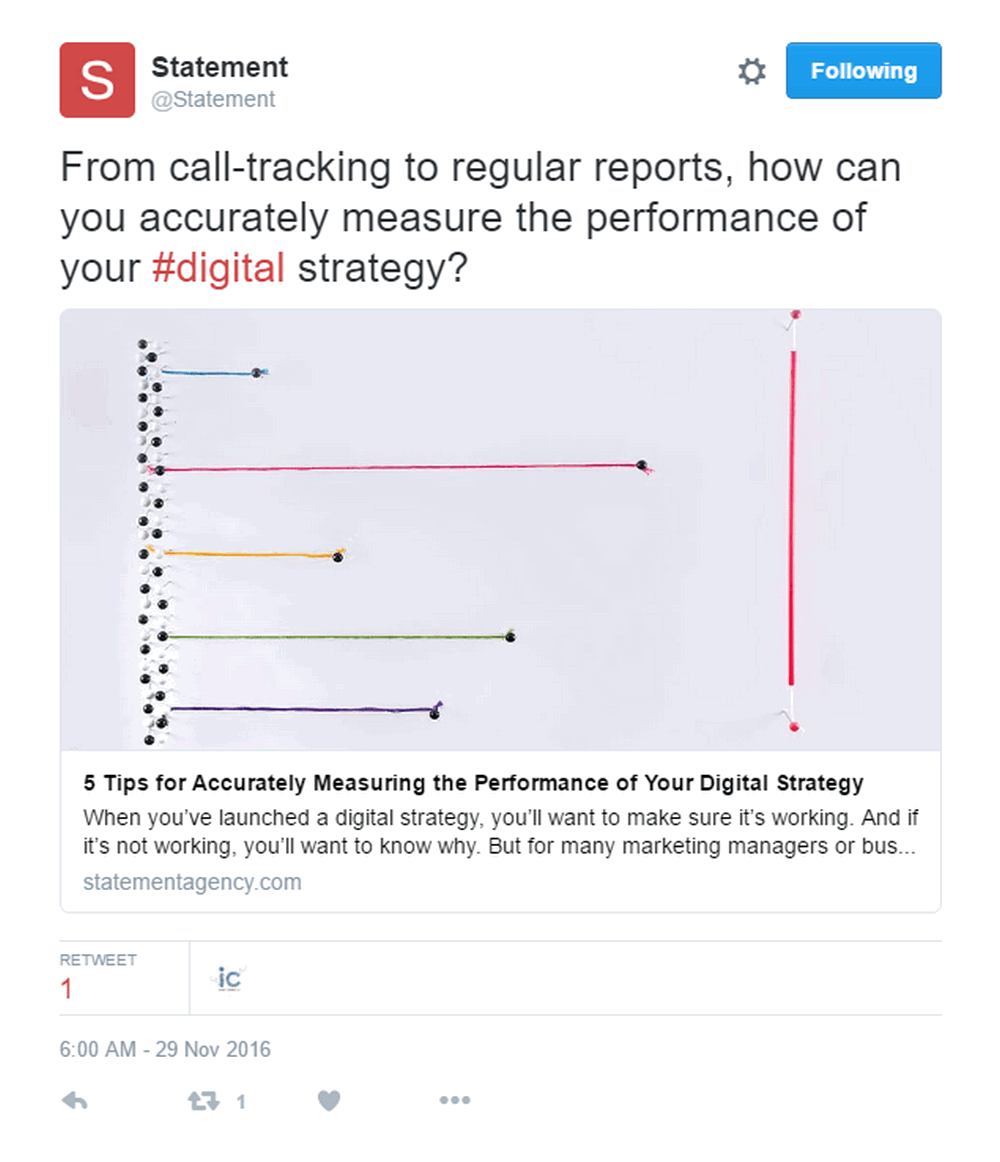 S
Statement
@Statement
Following
From call-tracking to regular reports, how can
you accurately measure the performance of
your #digital strategy?
5 Tips for Accurately Measuring the Performance of Your Digital Strategy
When you’ve launched a digital strategy, you’ll want to make sure it’s working. And if
it’s not working, you’ll want to know why. But for many marketing managers or bus...
statementagency.com
RETWEET
1
ic
6:00 AM - 29 Nov 2016
1